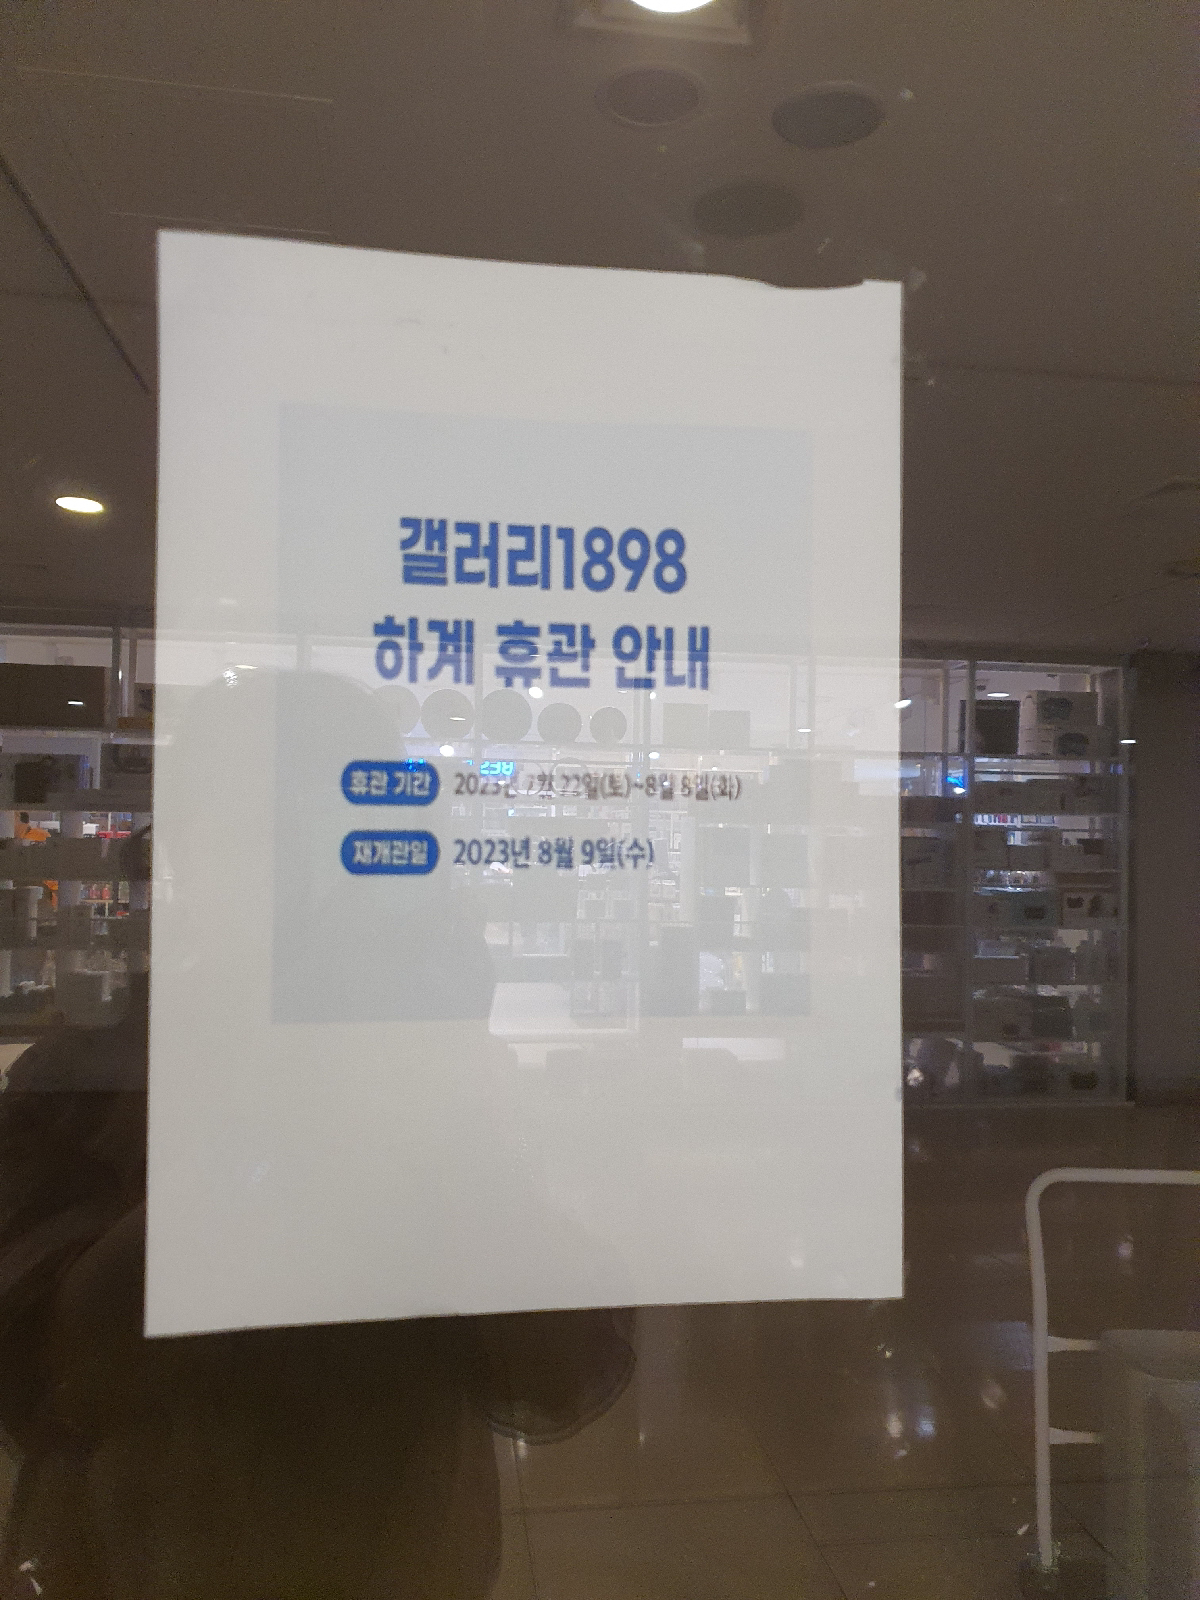 갤러리1898
하계 휴관 안내
휴관 기간 2023년 7월 22일(토)~8월 8일(화)
재개관일 2023년 8월 9일(수)